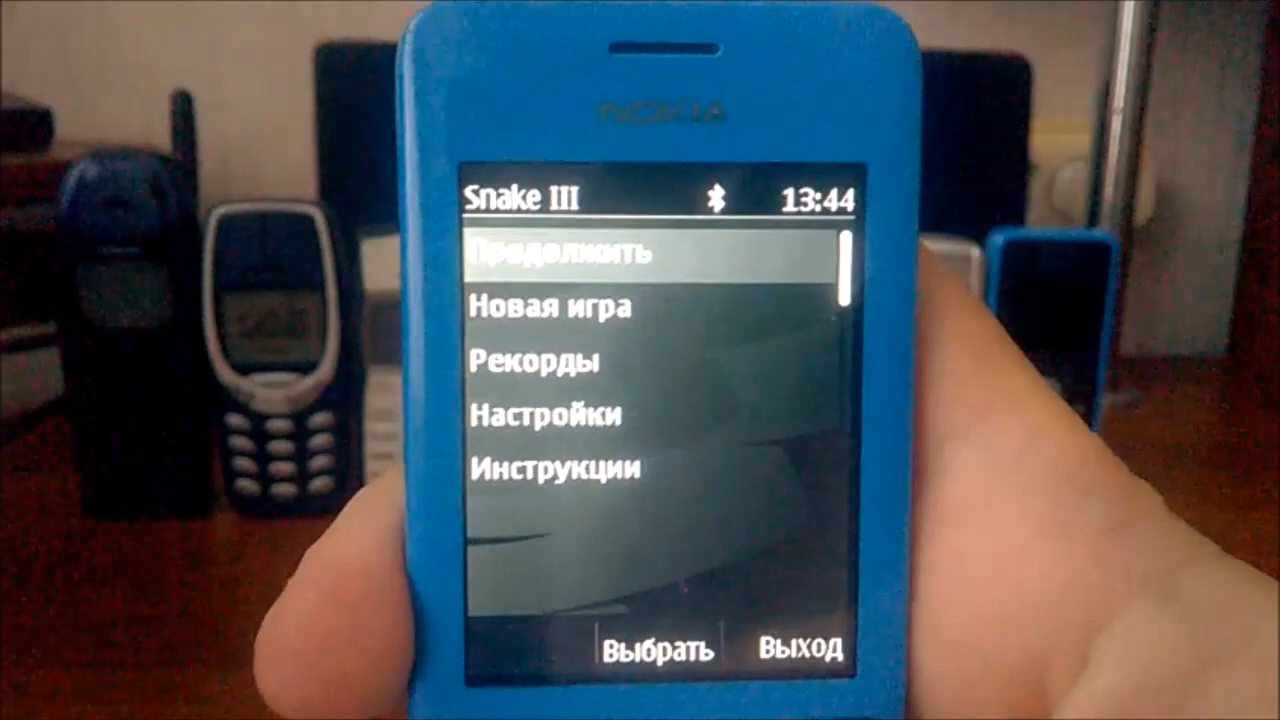 NOKIA
Snake III 13:44
Продолжить
Новая игра
Рекорды
Настройки
Инструкции
Выбрать Выход